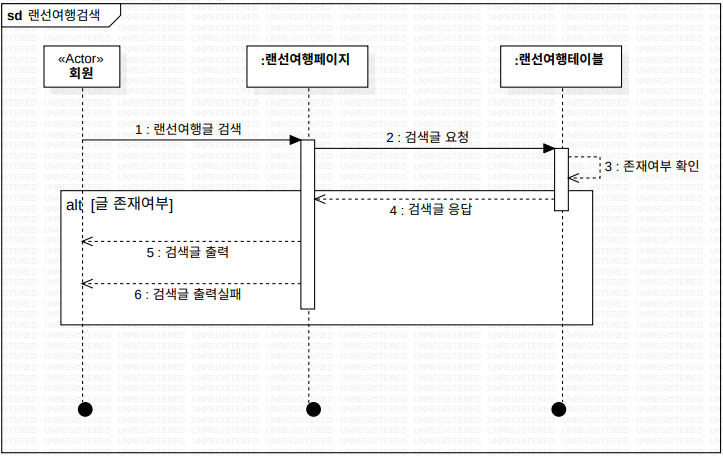 sd 랜선여행검색
«Actor»
회원
:랜선여행페이지
:랜선여행테이블
1 : 랜선여행글 검색
2 : 검색글 요청
3 : 존재여부 확인
alt [글 존재여부]
4 : 검색글 응답
5 : 검색글 출력
6 : 검색글 출력실패
UNREGISTERED